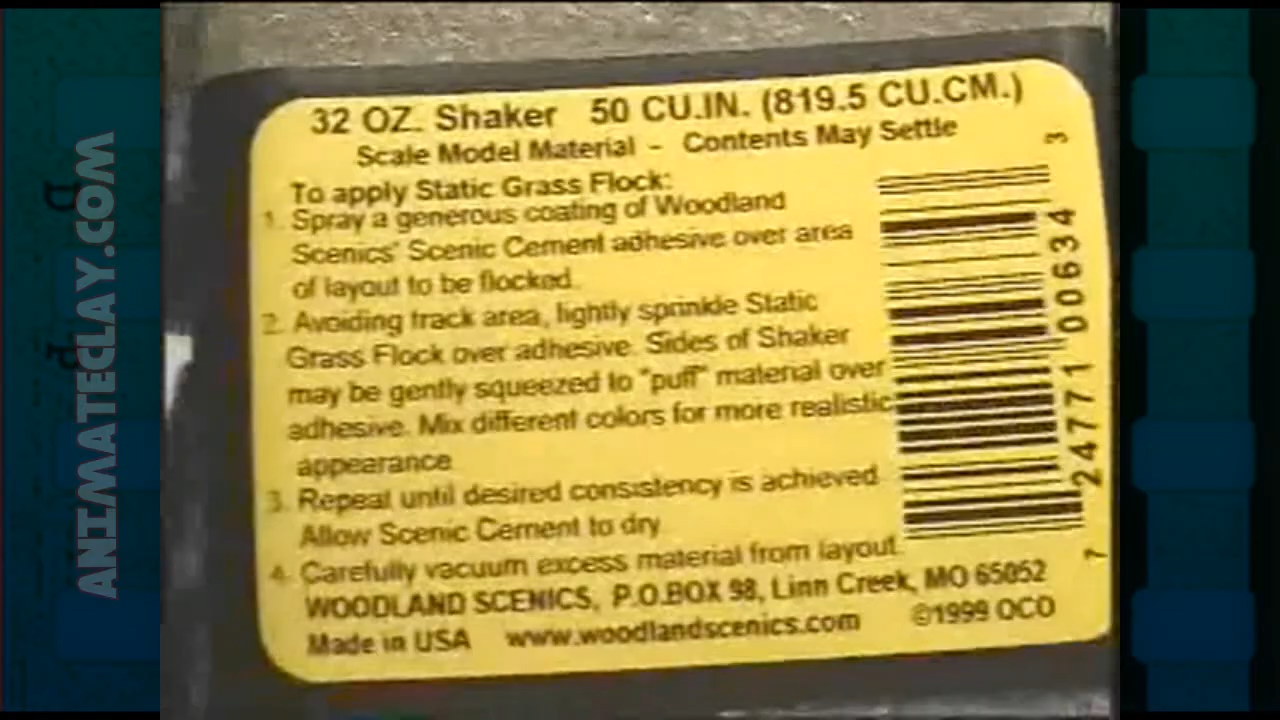 32 OZ. Shaker 50 CU.IN. (819.5 CU.CM.)
Scale Model Material - Contents May Settle
To apply Static Grass Flock:
1. Spray a generous coating of Woodland
Scenics' Scenic Cement adhesive over area
of layout to be flocked.
2. Avoiding track area, lightly sprinkle Static
Grass Flock over adhesive. Sides of Shaker
may be gently squeezed to "puff" material over
adhesive. Mix different colors for more realistic
appearance.
3. Repeat until desired consistency is achieved.
Allow Scenic Cement to dry.
4. Carefully vacuum excess material from layout.
WOODLAND SCENICS, P.O.BOX 98, Linn Creek, MO 65052
Made in USA www.woodlandscenics.com ©1999 OCO
7 24771 00634 3
ANIMATECLAY.COM